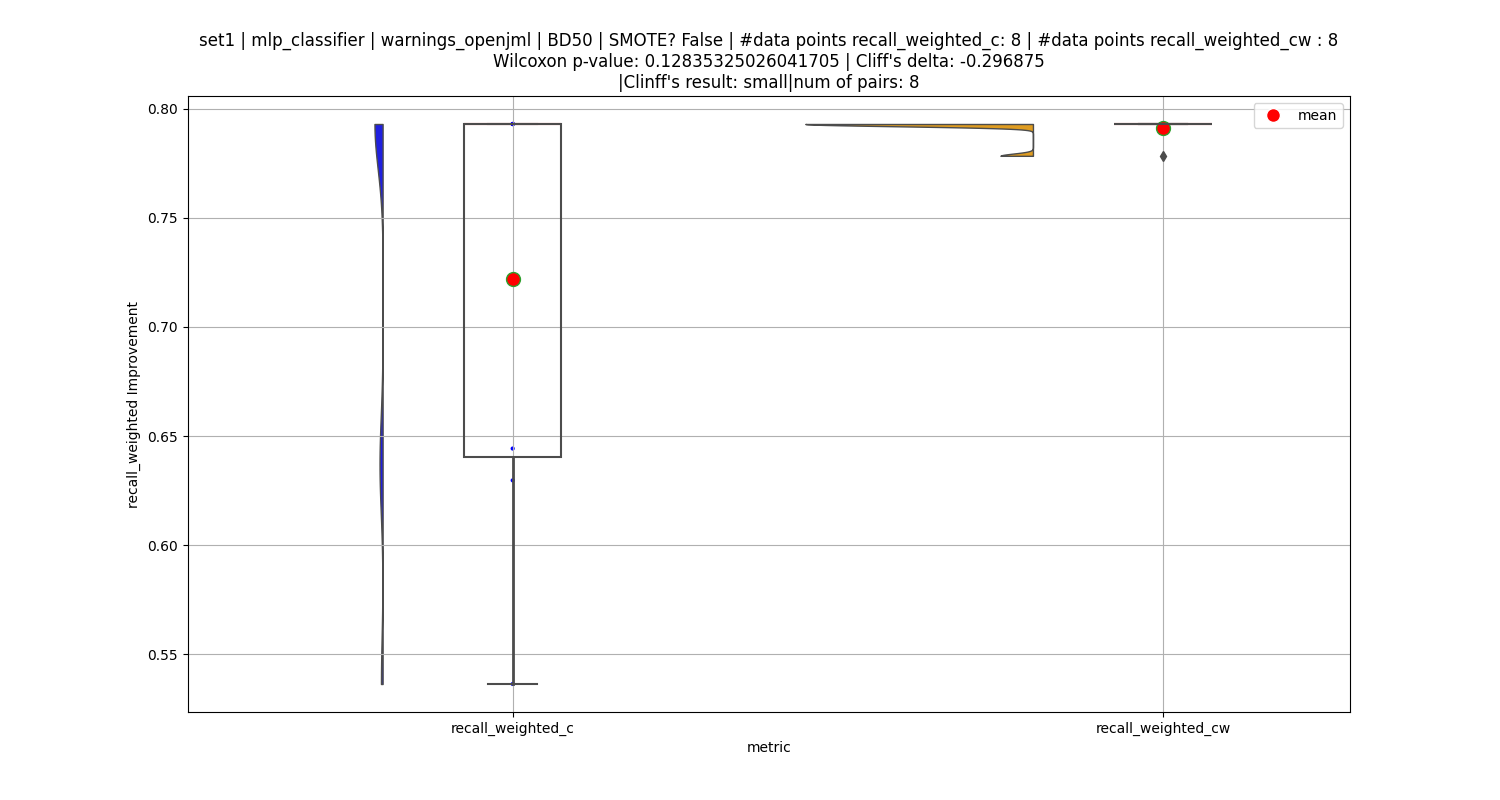 set1 | mlp_classifier | warnings_openjml | BD50 | SMOTE? False | #data points recall_weighted_c: 8 | #data points recall_weighted_cw : 8
Wilcoxon p-value: 0.12835325026041705 | Cliff's delta: -0.296875
|Clinff's result: small|num of pairs: 8
mean
0.80
0.75
0.70
0.65
0.60
0.55
recall_weighted Improvement
recall_weighted_c
recall_weighted_cw
metric